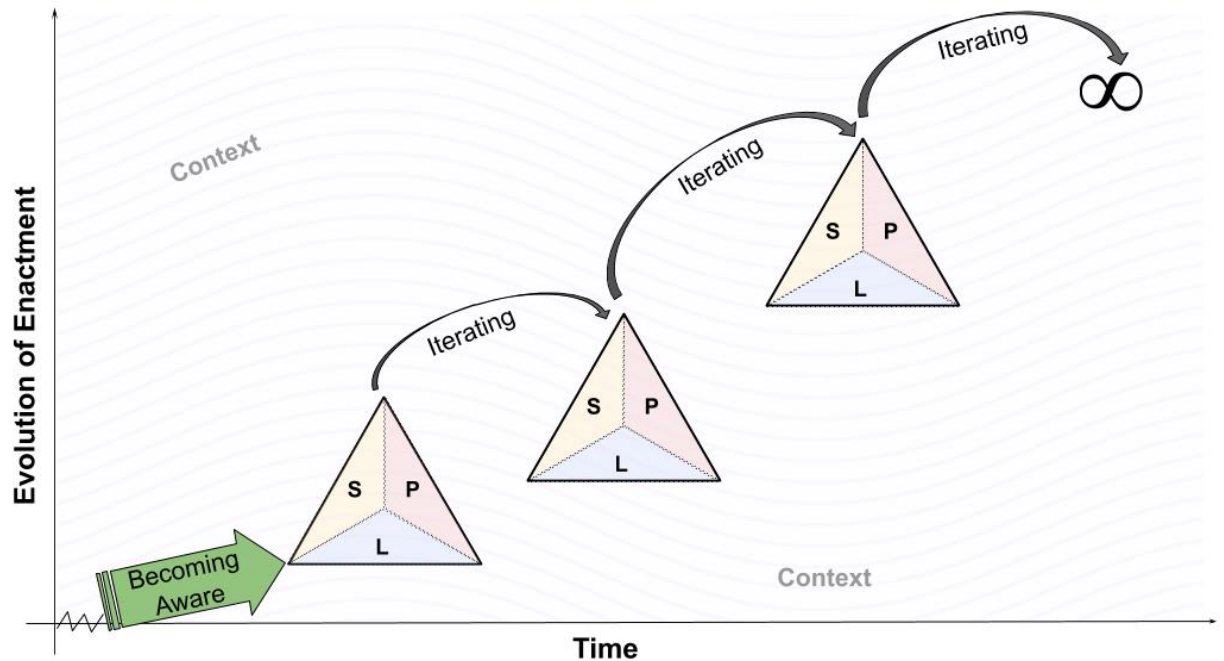 Iterating
∞
Iterating
Context
S P
L
Iterating
S P
L
S P
L
Becoming
Aware
Context
Evolution of Enactment
Time